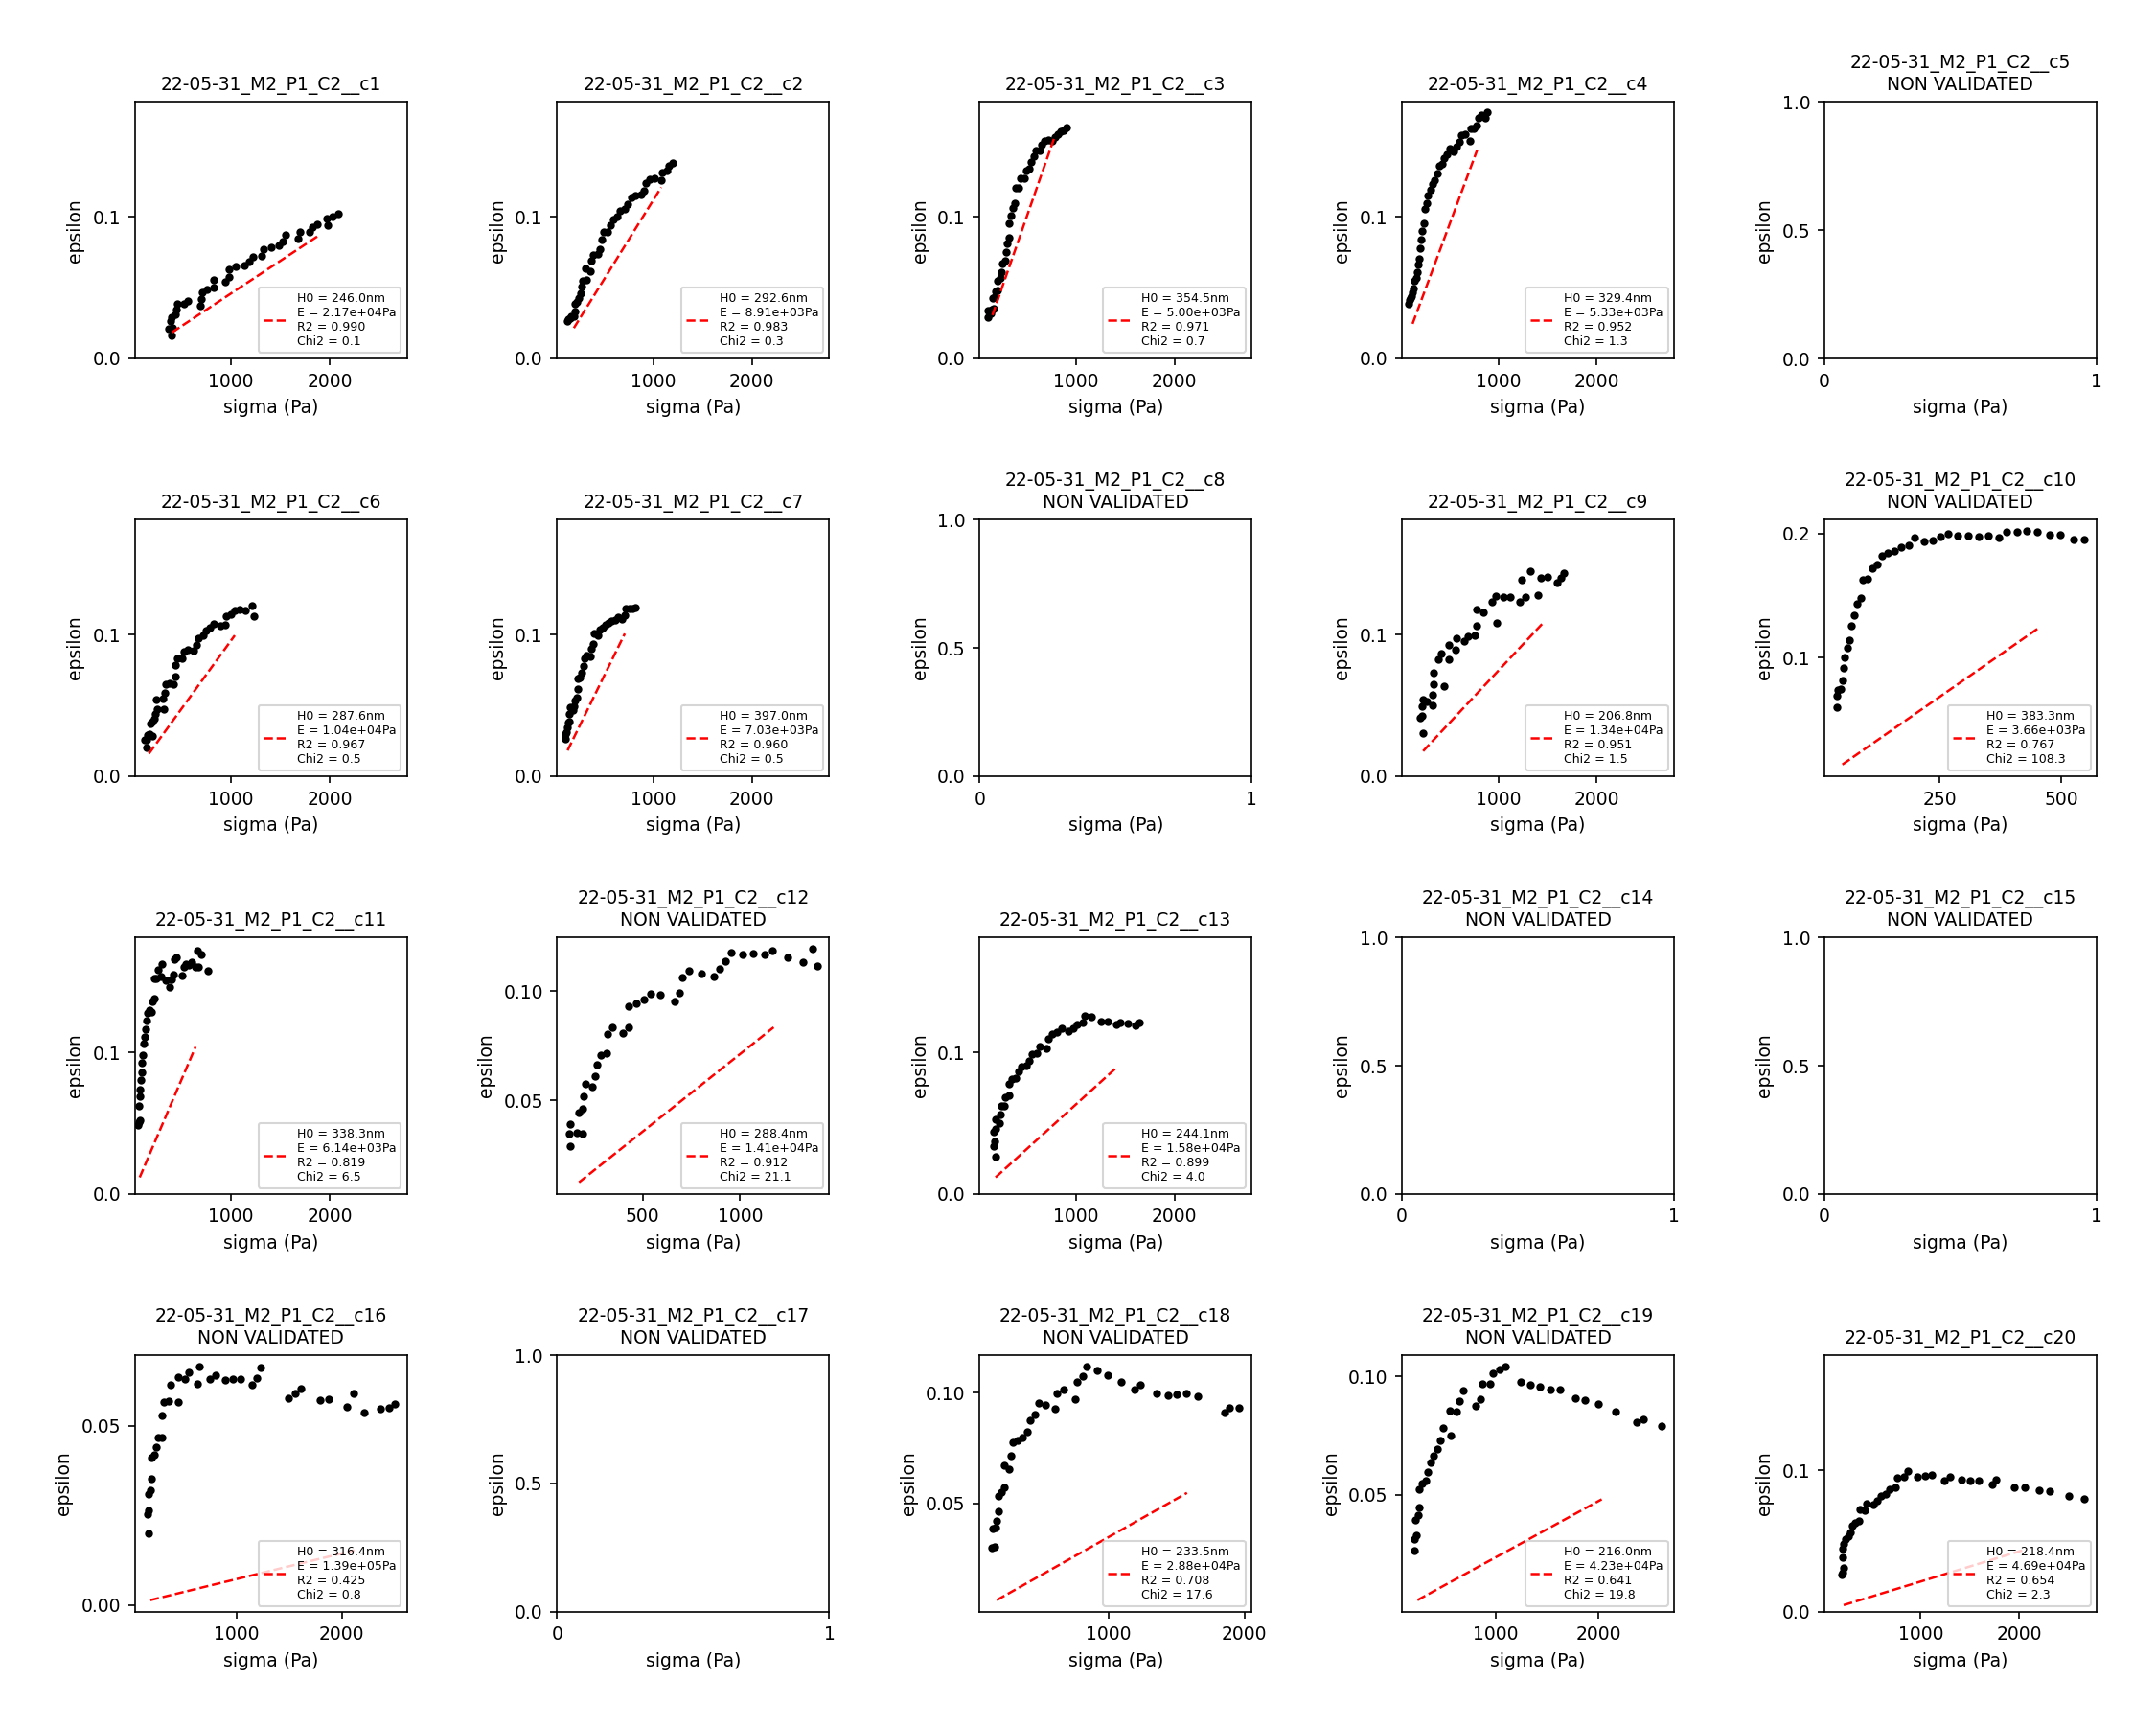 22-05-31_M2_P1_C2__c1
epsilon
0.1
0.0
1000 2000
sigma (Pa)
H0 = 246.0nm
E = 2.17e+04Pa
R2 = 0.990
Chi2 = 0.1
22-05-31_M2_P1_C2__c2
epsilon
0.1
0.0
1000 2000
sigma (Pa)
H0 = 292.6nm
E = 8.91e+03Pa
R2 = 0.983
Chi2 = 0.3
22-05-31_M2_P1_C2__c3
epsilon
0.1
0.0
1000 2000
sigma (Pa)
H0 = 354.5nm
E = 5.00e+03Pa
R2 = 0.971
Chi2 = 0.7
22-05-31_M2_P1_C2__c4
epsilon
0.1
0.0
1000 2000
sigma (Pa)
H0 = 329.4nm
E = 5.33e+03Pa
R2 = 0.952
Chi2 = 1.3
22-05-31_M2_P1_C2__c5
NON VALIDATED
epsilon
1.0
0.5
0.0
0 1
sigma (Pa)
22-05-31_M2_P1_C2__c6
epsilon
0.1
0.0
1000 2000
sigma (Pa)
H0 = 287.6nm
E = 1.04e+04Pa
R2 = 0.967
Chi2 = 0.5
22-05-31_M2_P1_C2__c7
epsilon
0.1
0.0
1000 2000
sigma (Pa)
H0 = 397.0nm
E = 7.03e+03Pa
R2 = 0.960
Chi2 = 0.5
22-05-31_M2_P1_C2__c8
NON VALIDATED
epsilon
1.0
0.5
0.0
0 1
sigma (Pa)
22-05-31_M2_P1_C2__c9
epsilon
0.1
0.0
1000 2000
sigma (Pa)
H0 = 206.8nm
E = 1.34e+04Pa
R2 = 0.951
Chi2 = 1.5
22-05-31_M2_P1_C2__c10
NON VALIDATED
epsilon
0.2
0.1
250 500
sigma (Pa)
H0 = 383.3nm
E = 3.66e+03Pa
R2 = 0.767
Chi2 = 108.3
22-05-31_M2_P1_C2__c11
epsilon
0.1
0.0
1000 2000
sigma (Pa)
H0 = 338.3nm
E = 6.14e+03Pa
R2 = 0.819
Chi2 = 6.5
22-05-31_M2_P1_C2__c12
NON VALIDATED
epsilon
0.10
0.05
500 1000
sigma (Pa)
H0 = 288.4nm
E = 1.41e+04Pa
R2 = 0.912
Chi2 = 21.1
22-05-31_M2_P1_C2__c13
epsilon
0.1
0.0
1000 2000
sigma (Pa)
H0 = 244.1nm
E = 1.58e+04Pa
R2 = 0.899
Chi2 = 4.0
22-05-31_M2_P1_C2__c14
NON VALIDATED
epsilon
1.0
0.5
0.0
0 1
sigma (Pa)
22-05-31_M2_P1_C2__c15
NON VALIDATED
epsilon
1.0
0.5
0.0
0 1
sigma (Pa)
22-05-31_M2_P1_C2__c16
NON VALIDATED
epsilon
0.05
0.00
1000 2000
sigma (Pa)
H0 = 316.4nm
E = 1.39e+05Pa
R2 = 0.425
Chi2 = 0.8
22-05-31_M2_P1_C2__c17
NON VALIDATED
epsilon
1.0
0.5
0.0
0 1
sigma (Pa)
22-05-31_M2_P1_C2__c18
NON VALIDATED
epsilon
0.10
0.05
1000 2000
sigma (Pa)
H0 = 233.5nm
E = 2.88e+04Pa
R2 = 0.708
Chi2 = 17.6
22-05-31_M2_P1_C2__c19
NON VALIDATED
epsilon
0.10
0.05
1000 2000
sigma (Pa)
H0 = 216.0nm
E = 4.23e+04Pa
R2 = 0.641
Chi2 = 19.8
22-05-31_M2_P1_C2__c20
epsilon
0.1
0.0
1000 2000
sigma (Pa)
H0 = 218.4nm
E = 4.69e+04Pa
R2 = 0.654
Chi2 = 2.3